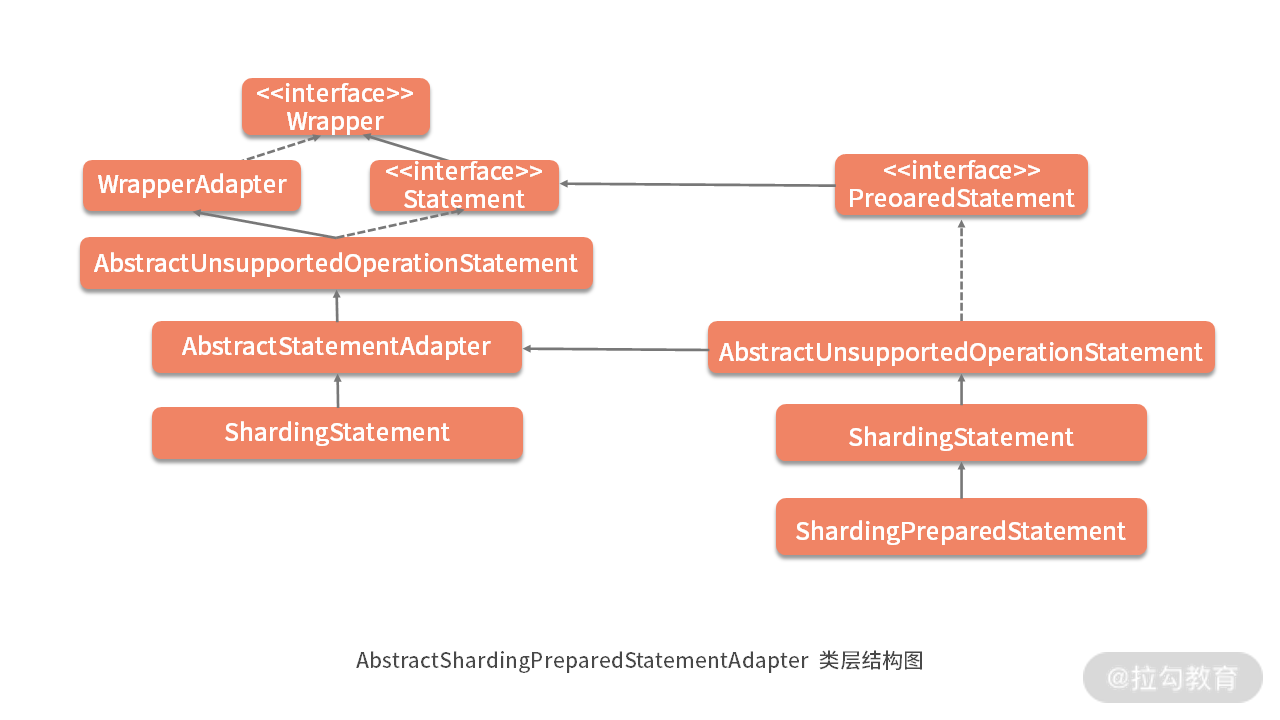 <<interface>>
Wrapper
WrapperAdapter
<<interface>>
Statement
<<interface>>
PreoaredStatement
AbstractUnsupportedOperationStatement
AbstractStatementAdapter
AbstractUnsupportedOperationStatement
ShardingStatement
ShardingStatement
ShardingPreparedStatement
AbstractShardingPreparedStatementAdapter 类层结构图
@拉勾教育